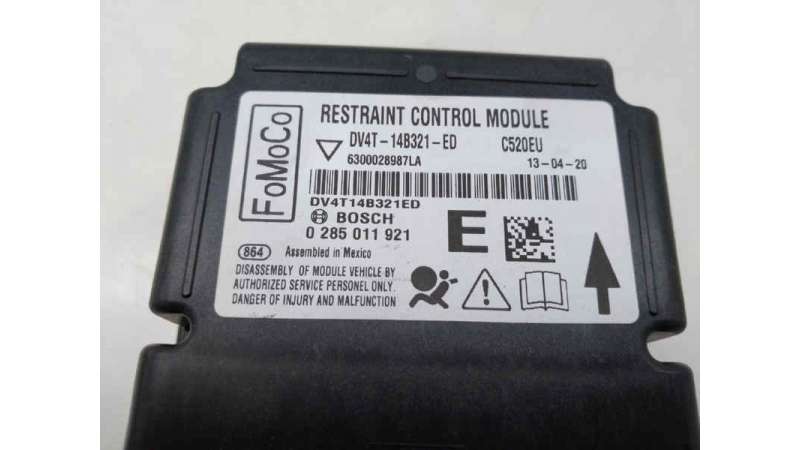 FoMoCo
RESTRAINT CONTROL MODULE
DV4T-14B321-ED C520EU
6300028987LA 13-04-20
DV4T14B321ED
BOSCH
0 285 011 921
E
864 Assembled in Mexico
DISASSEMBLY OF MODULE VEHICLE BY
AUTHORIZED SERVICE PERSONEL ONLY.
DANGER OF INJURY AND MALFUNCTION